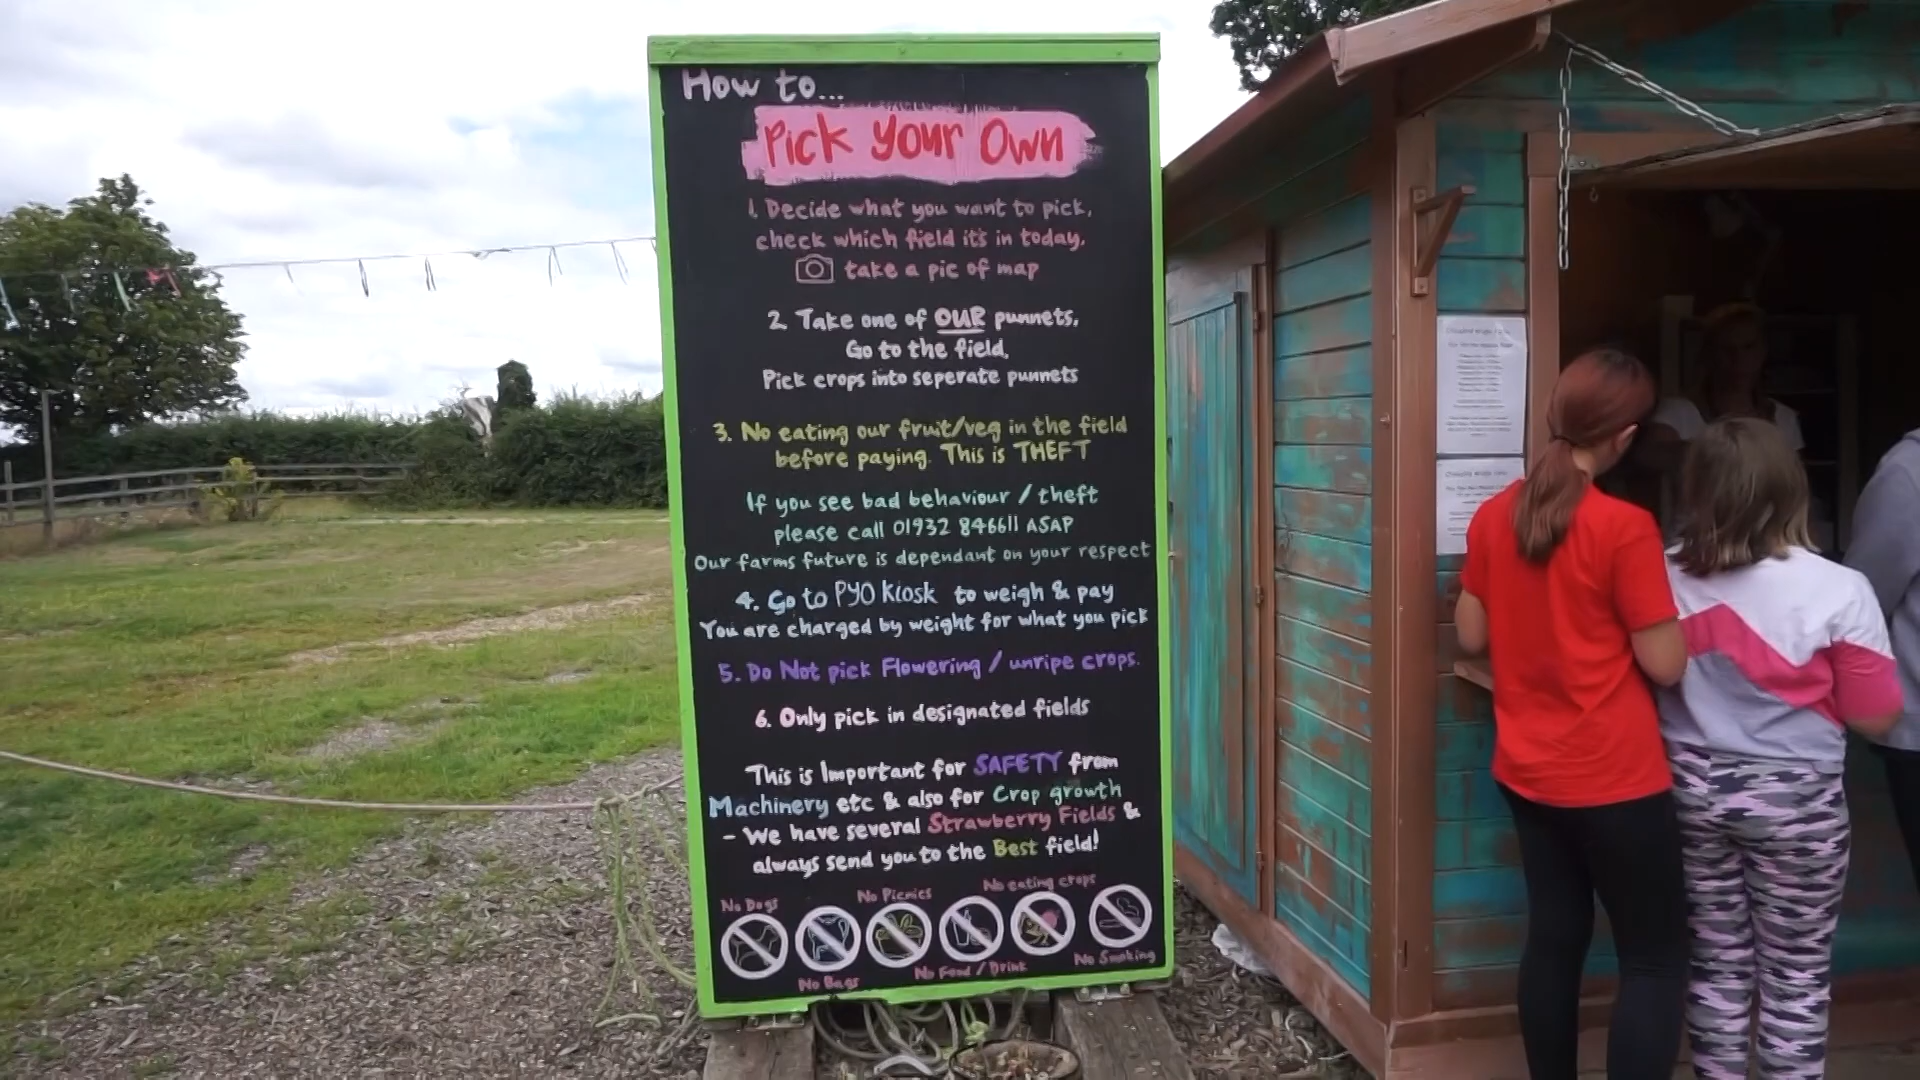 How to...
Pick your Own
1. Decide what you want to pick,
check which field it's in today,
take a pic of map
2. Take one of OUR punnets,
Go to the field,
Pick crops into seperate punnets
3. No eating our fruit/veg in the field
before paying. This is THEFT
If you see bad behaviour / theft
please call 01932 846611 ASAP
Our farms future is dependant on your respect
4. Go to PYO Kiosk to weigh & pay
You are charged by weight for what you pick
5. Do Not pick Flowering / unripe crops.
6. Only pick in designated fields
This is Important for SAFETY from
Machinery etc & also for Crop growth
- We have several Strawberry Fields &
always send you to the Best field!
No Dogs
No Bags
No Picnics
No Food / Drink
No eating crops
No Smoking